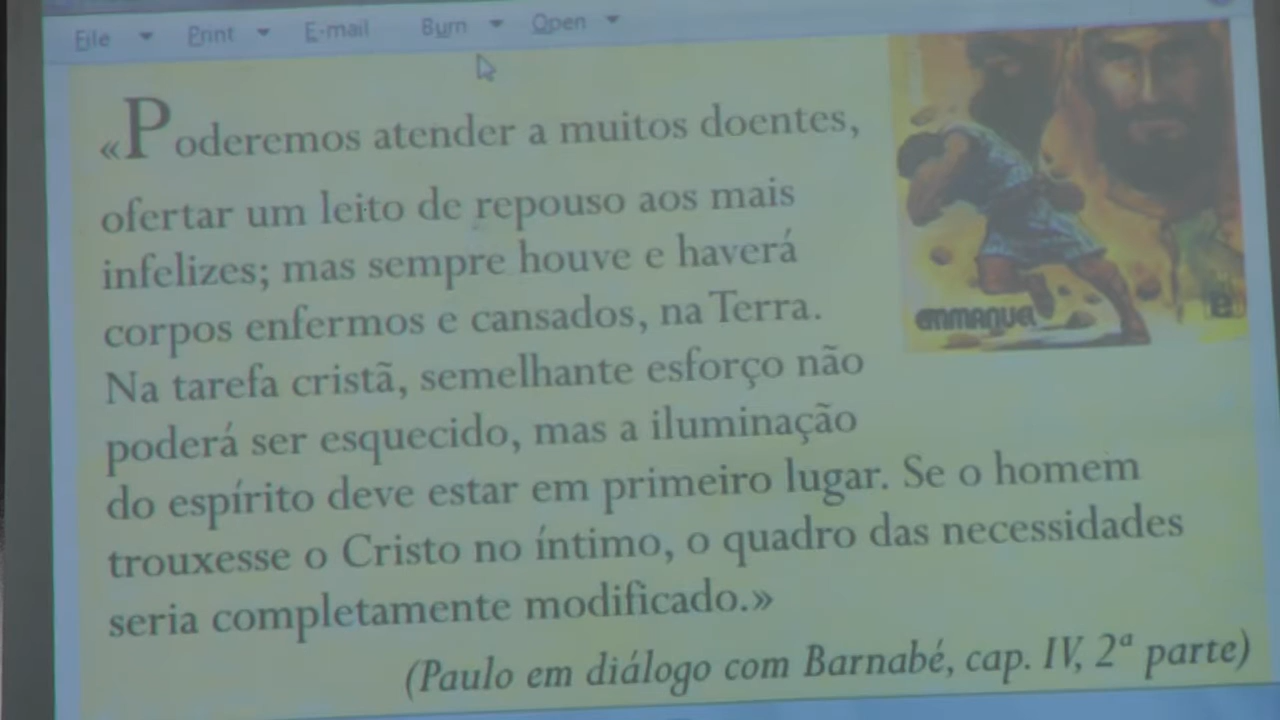 File Print E-mail Burn Open
«Poderemos atender a muitos doentes,
ofertar um leito de repouso aos mais
infelizes; mas sempre houve e haverá
corpos enfermos e cansados, na Terra.
Na tarefa cristã, semelhante esforço não
poderá ser esquecido, mas a iluminação
do espírito deve estar em primeiro lugar. Se o homem
trouxesse o Cristo no íntimo, o quadro das necessidades
seria completamente modificado.»
(Paulo em diálogo com Barnabé, cap. IV, 2ª parte)
emmanuel
e